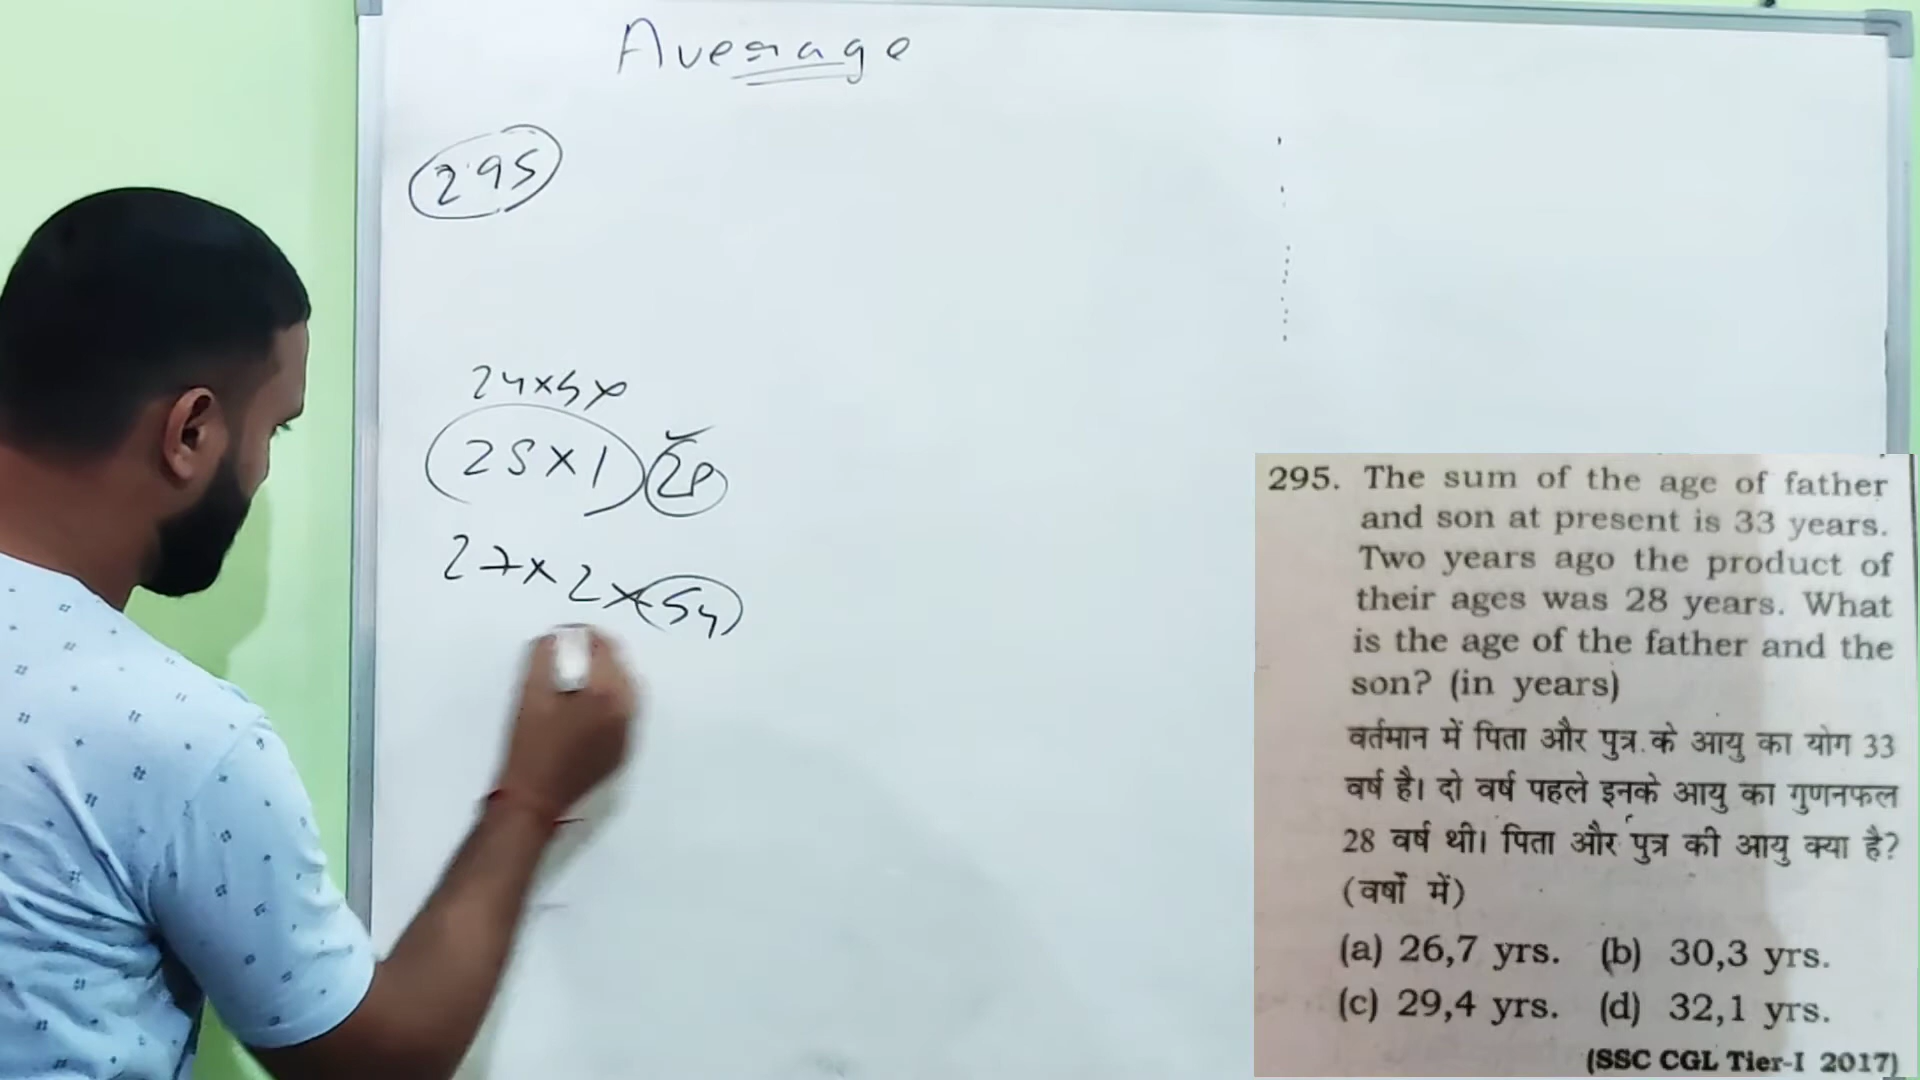 Average
295
24×5×
28×1 28
27×2×54
295. The sum of the age of father
and son at present is 33 years.
Two years ago the product of
their ages was 28 years. What
is the age of the father and the
son? (in years)
वर्तमान में पिता और पुत्र के आयु का योग 33
वर्ष है। दो वर्ष पहले इनके आयु का गुणनफल
28 वर्ष थी। पिता और पुत्र की आयु क्या है?
(वर्षों में)
(a) 26,7 yrs. (b) 30,3 yrs.
(c) 29,4 yrs. (d) 32,1 yrs.
(SSC CGL Tier-I 2017)